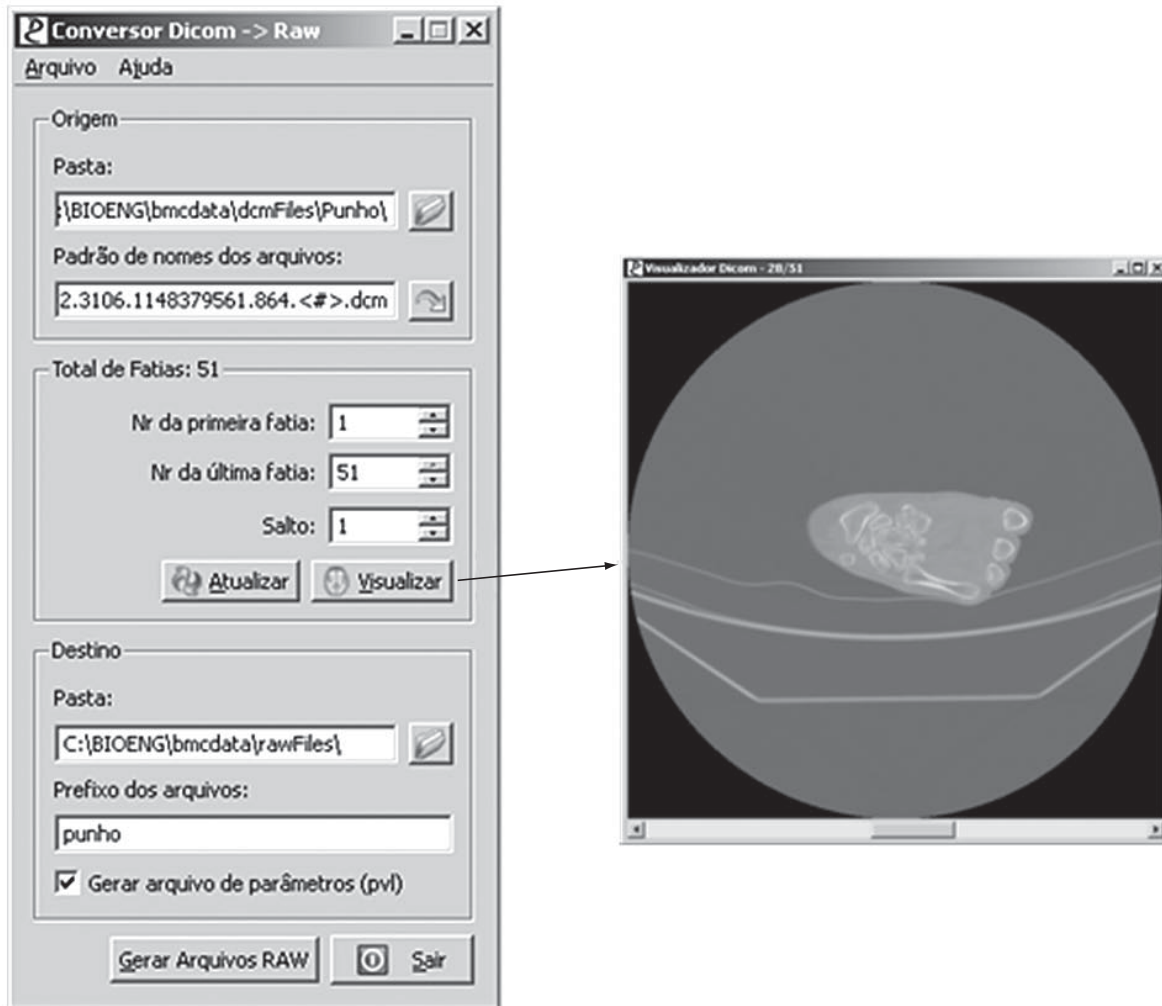 Conversor Dicom -> Raw
Arquivo Ajuda
Origem
Pasta:
:\BIOENG\bmcdata\dcmFiles\Punho\
Padrão de nomes dos arquivos:
2.3106.1148379561.864.<#>.dcm
Total de Fatias: 51
Nr da primeira fatia: 1
Nr da última fatia: 51
Salto: 1
Atualizar Visualizar
Destino
Pasta:
C:\BIOENG\bmcdata\rawFiles\
Prefixo dos arquivos:
punho
Gerar arquivo de parâmetros (pvl)
Gerar Arquivos RAW Sair
Visualizador Dicom - 28/51